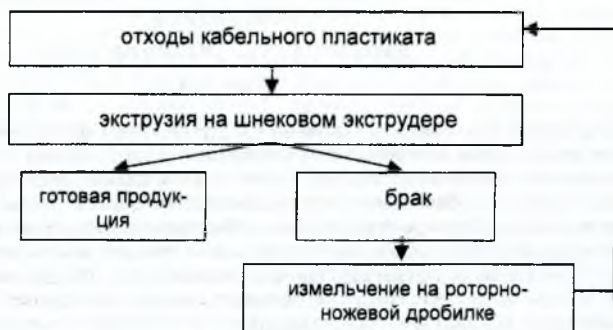 отходы кабельного пластиката
экструзия на шнековом экструдере
готовая продук-
ция
брак
измельчение на роторно-
ножевой дробилке